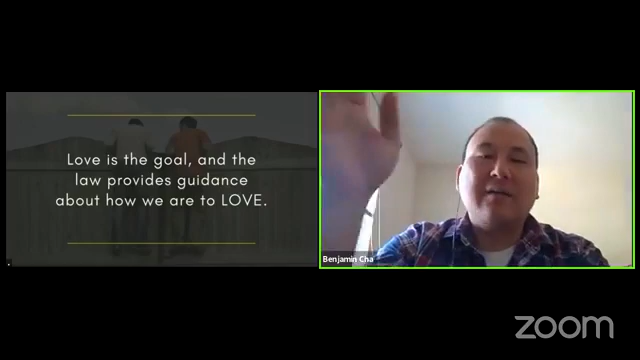 Love is the goal, and the
law provides guidance
about how we are to LOVE.
Benjamin Cha
zoom